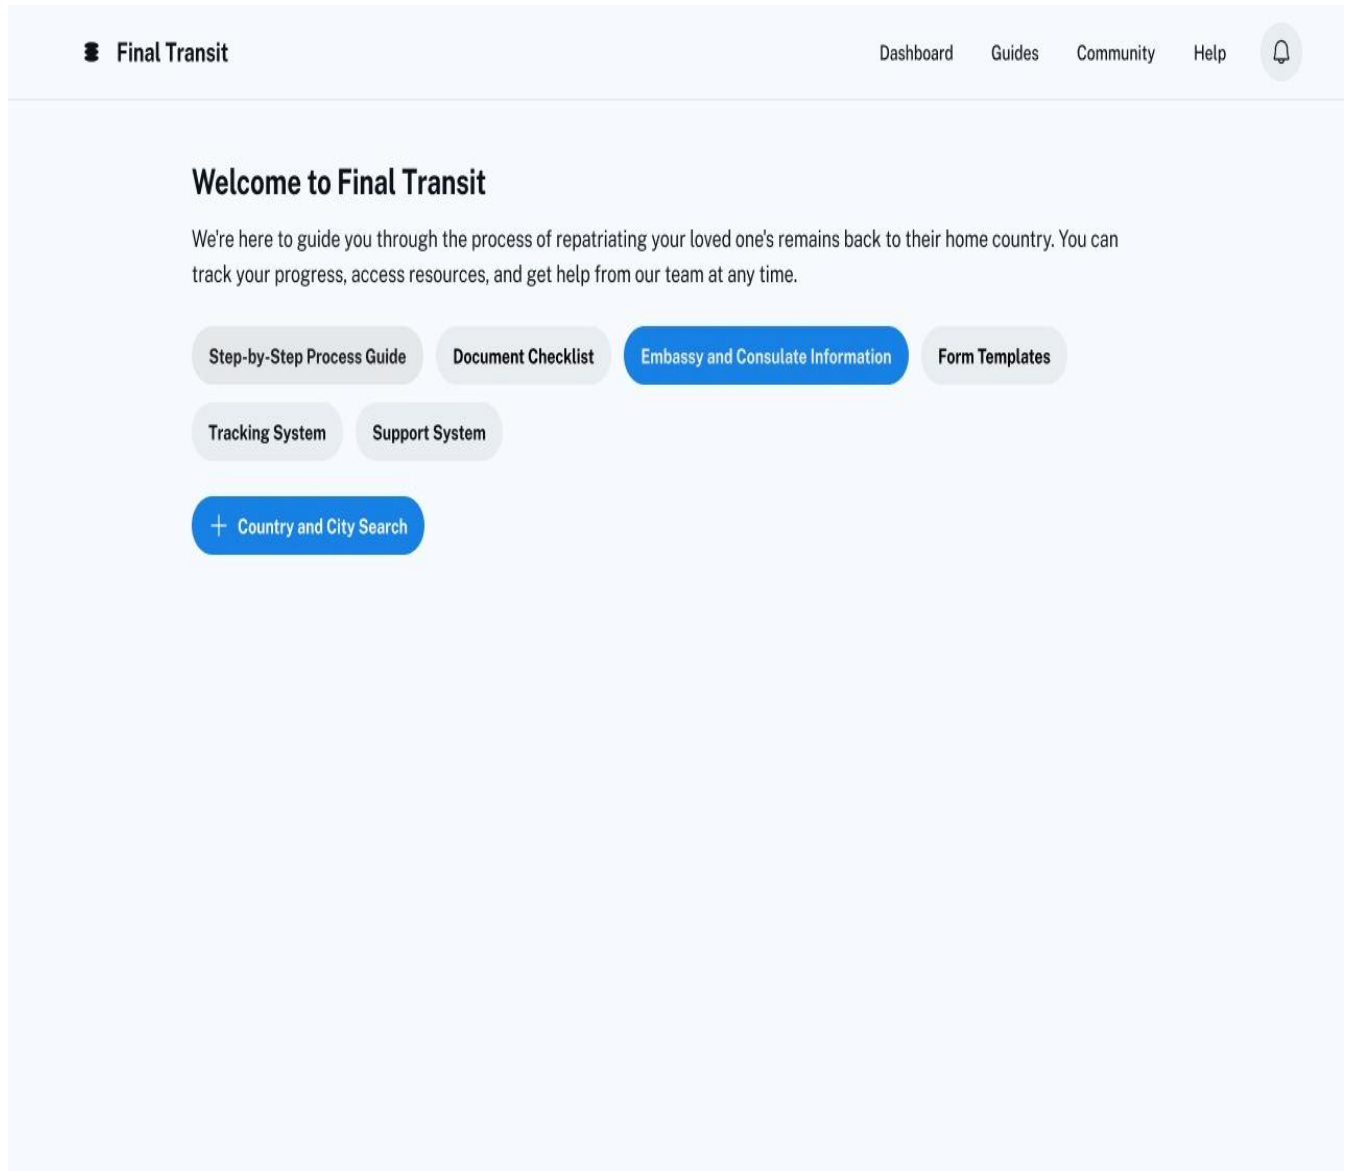 Final Transit
Dashboard Guides Community Help
Welcome to Final Transit
We're here to guide you through the process of repatriating your loved one's remains back to their home country. You can
track your progress, access resources, and get help from our team at any time.
Step-by-Step Process Guide Document Checklist Embassy and Consulate Information Form Templates
Tracking System Support System
Country and City Search